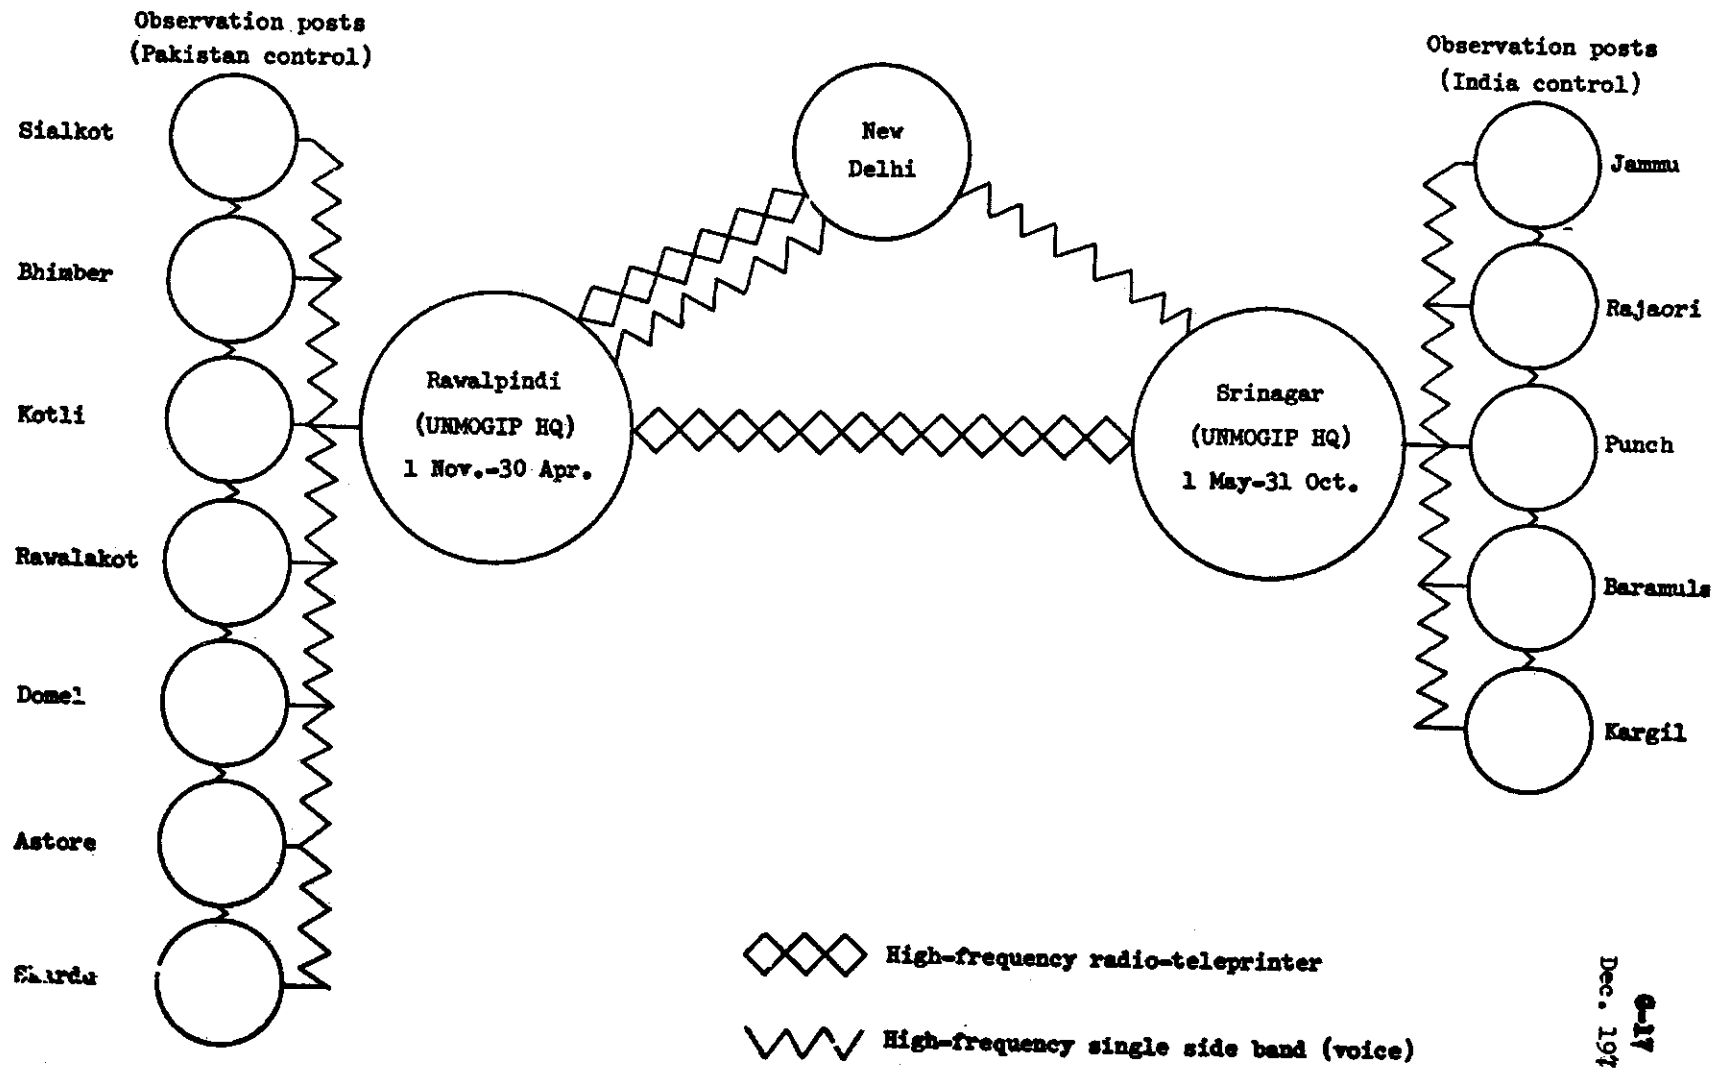 Observation posts
(Pakistan control)
Sialkot
Bhimber
Kotli
Rawalakot
Domel
Astore
New
Delhi
Rawalpindi
(UNMOGIP HQ)
1 Nov.-30 Apr.
Srinagar
(UNMOGIP HQ)
1 May-31 Oct.
Observation posts
(India control)
Jammu
Rajaori
Punch
Baramula
Kargil
High-frequency radio-teleprinter
High-frequency single side band (voice)
G-17
Dec.